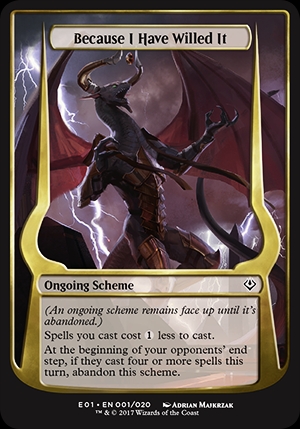 Because I Have Willed It
Ongoing Scheme
(An ongoing scheme remains face up until it's
abandoned.)
Spells you cast cost 1 less to cast.
At the beginning of your opponents' end
step, if they cast four or more spells this
turn, abandon this scheme.
E01 • EN 001/020 Adrian Majkrzak
™ & © 2017 Wizards of the Coast